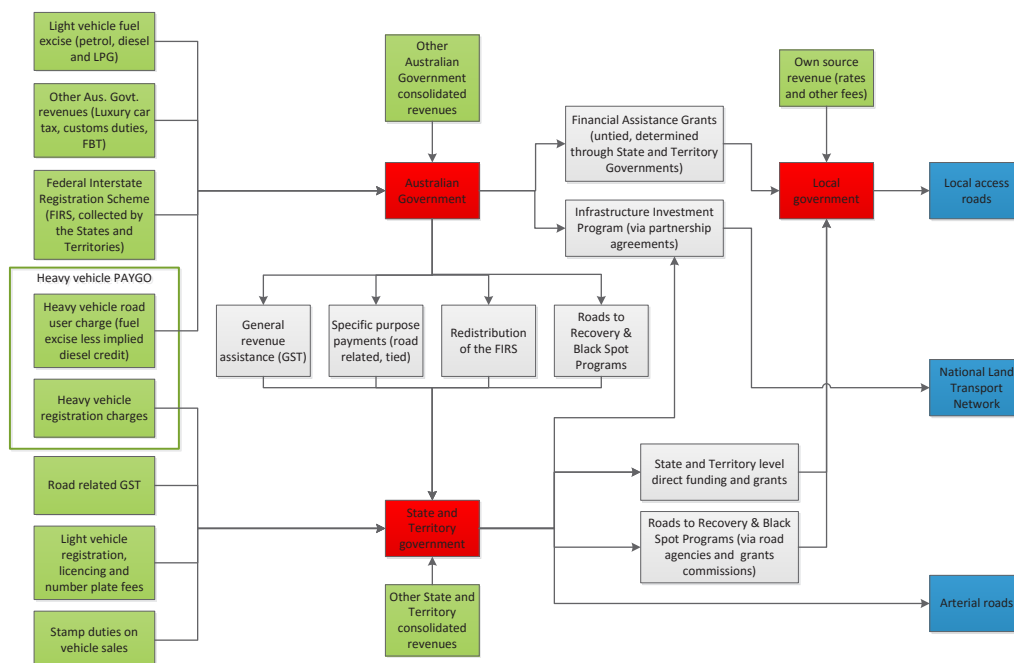 Light vehicle fuel
excise (petrol, diesel
and LPG)
Other Aus. Govt.
revenues (Luxury car
tax, customs duties,
FBT)
Federal Interstate
Registration Scheme
(FIRS, collected by
the States and
Territories)
Heavy vehicle PAYGO
Heavy vehicle road
user charge (fuel
excise less implied
diesel credit)
Heavy vehicle
registration charges
Road related GST
Light vehicle
registration,
licencing and
number plate fees
Stamp duties on
vehicle sales
Other
Australian
Government
consolidated
revenues
Australian
Government
General
revenue
assistance (GST)
Specific purpose
payments (road
related, tied)
Redistribution
of the FIRS
Roads to
Recovery &
Black Spot
Programs
State and
Territory
government
Other State and
Territory
consolidated
revenues
Financial Assistance Grants
(untied, determined
through State and Territory
Governments)
Infrastructure Investment
Program (via partnership
agreements)
State and Territory level
direct funding and grants
Roads to Recovery & Black
Spot Programs (via road
agencies and grants
commissions)
Own source
revenue (rates
and other fees)
Local
government
Local access
roads
National Land
Transport
Network
Arterial roads